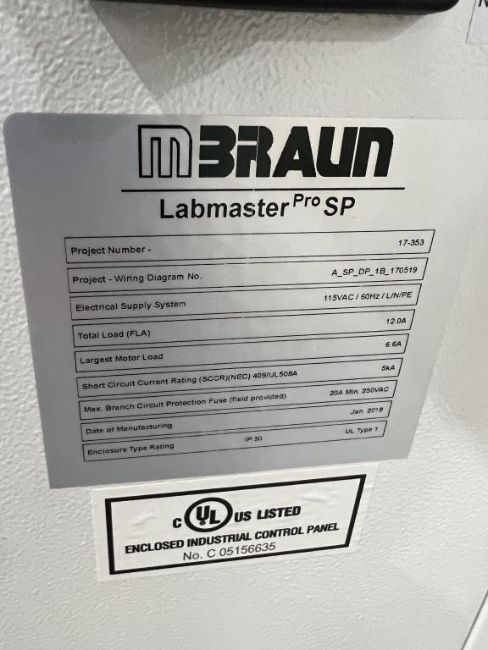 MBRAUN
Labmaster Pro SP
Project Number - 17-353
Project - Wiring Diagram No. A_SP_DP_1B_170519
Electrical Supply System 115VAC / 60Hz / L/N/PE
Total Load (FLA) 12.0A
Largest Motor Load 6.6A
Short Circuit Current Rating (SCCR)(NEC) 409/UL508A 5kA
Max. Branch Circuit Protection Fuse (field provided) 20A Min. 250VAC
Date of Manufacturing Jan. 2018
Enclosure Type Rating IP 30 UL Type 1
C UL US LISTED
ENCLOSED INDUSTRIAL CONTROL PANEL
No. C 05156635